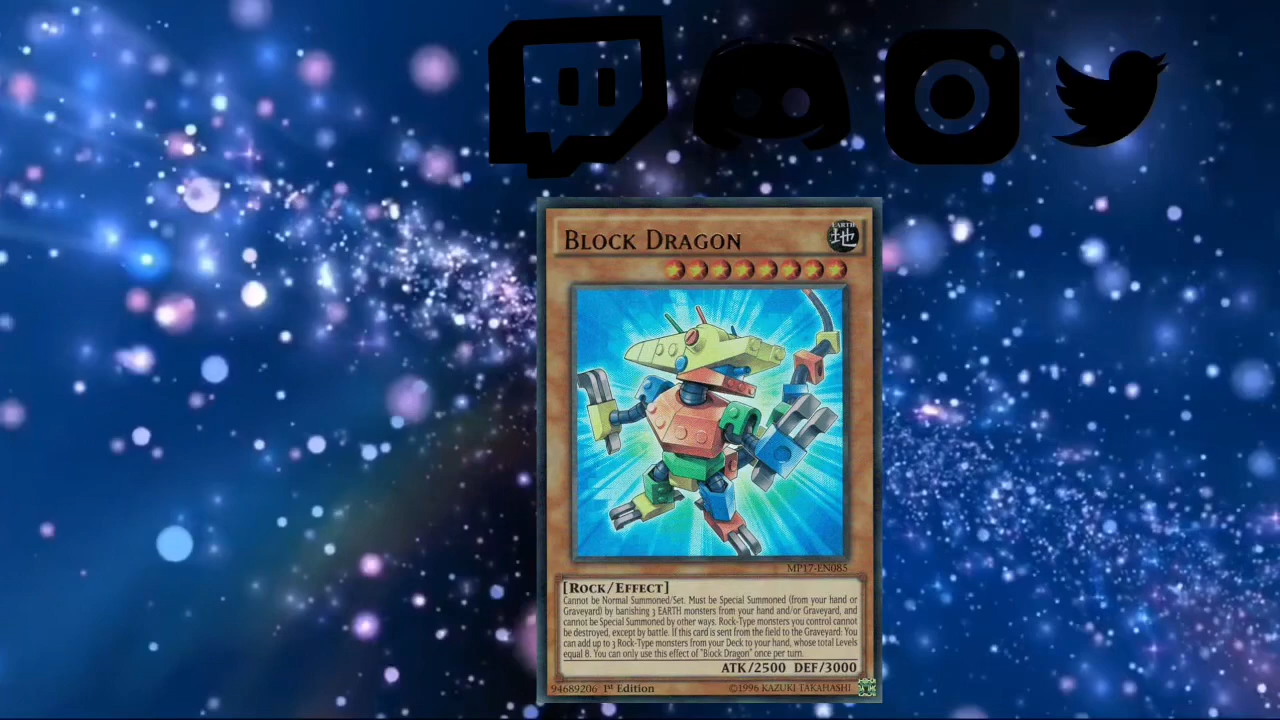 BLOCK DRAGON
EARTH
地
MP17-EN085
[ROCK/EFFECT]
Cannot be Normal Summoned/Set. Must be Special Summoned (from your hand or
Graveyard) by banishing 3 EARTH monsters from your hand and/or Graveyard, and
cannot be Special Summoned by other ways. Rock-Type monsters you control cannot
be destroyed, except by battle. If this card is sent from the field to the Graveyard: You
can add up to 3 Rock-Type monsters from your Deck to your hand, whose total Levels
equal 8. You can only use this effect of "Block Dragon" once per turn.
ATK/2500 DEF/3000
94689206 1st Edition ©1996 KAZUKI TAKAHASHI